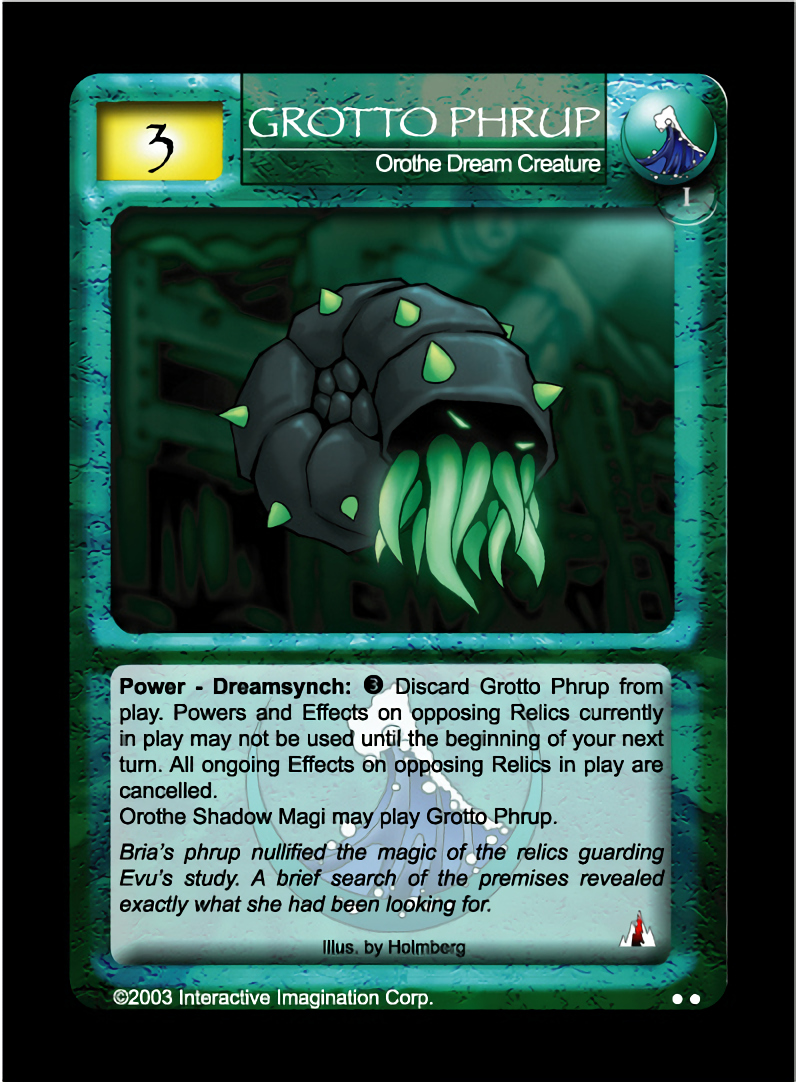 3
GROTTO PHRUP
Orothe Dream Creature
I
Power - Dreamsynch: ❸ Discard Grotto Phrup from
play. Powers and Effects on opposing Relics currently
in play may not be used until the beginning of your next
turn. All ongoing Effects on opposing Relics in play are
cancelled.
Orothe Shadow Magi may play Grotto Phrup.
Bria's phrup nullified the magic of the relics guarding
Evu's study. A brief search of the premises revealed
exactly what she had been looking for.
Illus. by Holmberg
©2003 Interactive Imagination Corp.